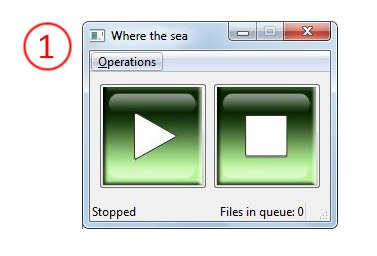 1
Where the sea
Operations
Stopped Files in queue: 0